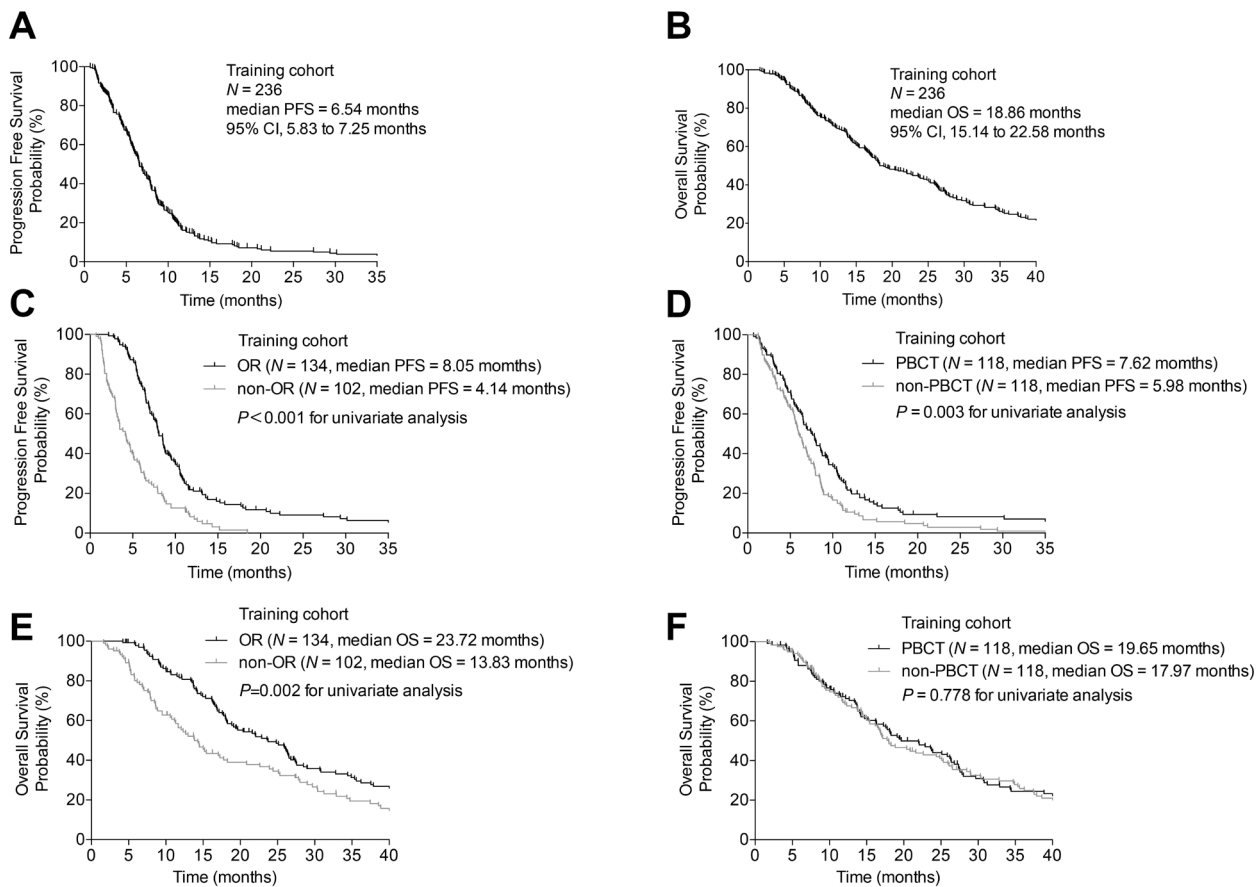 A
Progression Free Survival
Probability (%)
100
80
60
40
20
0
Training cohort
N = 236
median PFS = 6.54 months
95% CI, 5.83 to 7.25 months
0 5 10 15 20 25 30 35
Time (months)
B
Overall Survival
Probability (%)
100
80
60
40
20
0
Training cohort
N = 236
median OS = 18.86 months
95% CI, 15.14 to 22.58 months
0 5 10 15 20 25 30 35 40
Time (months)
C
Progression Free Survival
Probability (%)
100
80
60
40
20
0
Training cohort
OR (N = 134, median PFS = 8.05 momths)
non-OR (N = 102, median PFS = 4.14 months)
P < 0.001 for univariate analysis
0 5 10 15 20 25 30 35
Time (months)
D
Progression Free Survival
Probability (%)
100
80
60
40
20
0
Training cohort
PBCT (N = 118, median PFS = 7.62 momths)
non-PBCT (N = 118, median PFS = 5.98 months)
P = 0.003 for univariate analysis
0 5 10 15 20 25 30 35
Time (months)
E
Overall Survival
Probability (%)
100
80
60
40
20
0
Training cohort
OR (N = 134, median OS = 23.72 momths)
non-OR (N = 102, median OS = 13.83 months)
P=0.002 for univariate analysis
0 5 10 15 20 25 30 35 40
Time (months)
F
Overall Survival
Probability (%)
100
80
60
40
20
0
Training cohort
PBCT (N = 118, median OS = 19.65 momths)
non-PBCT (N = 118, median OS = 17.97 months)
P = 0.778 for univariate analysis
0 5 10 15 20 25 30 35 40
Time (months)